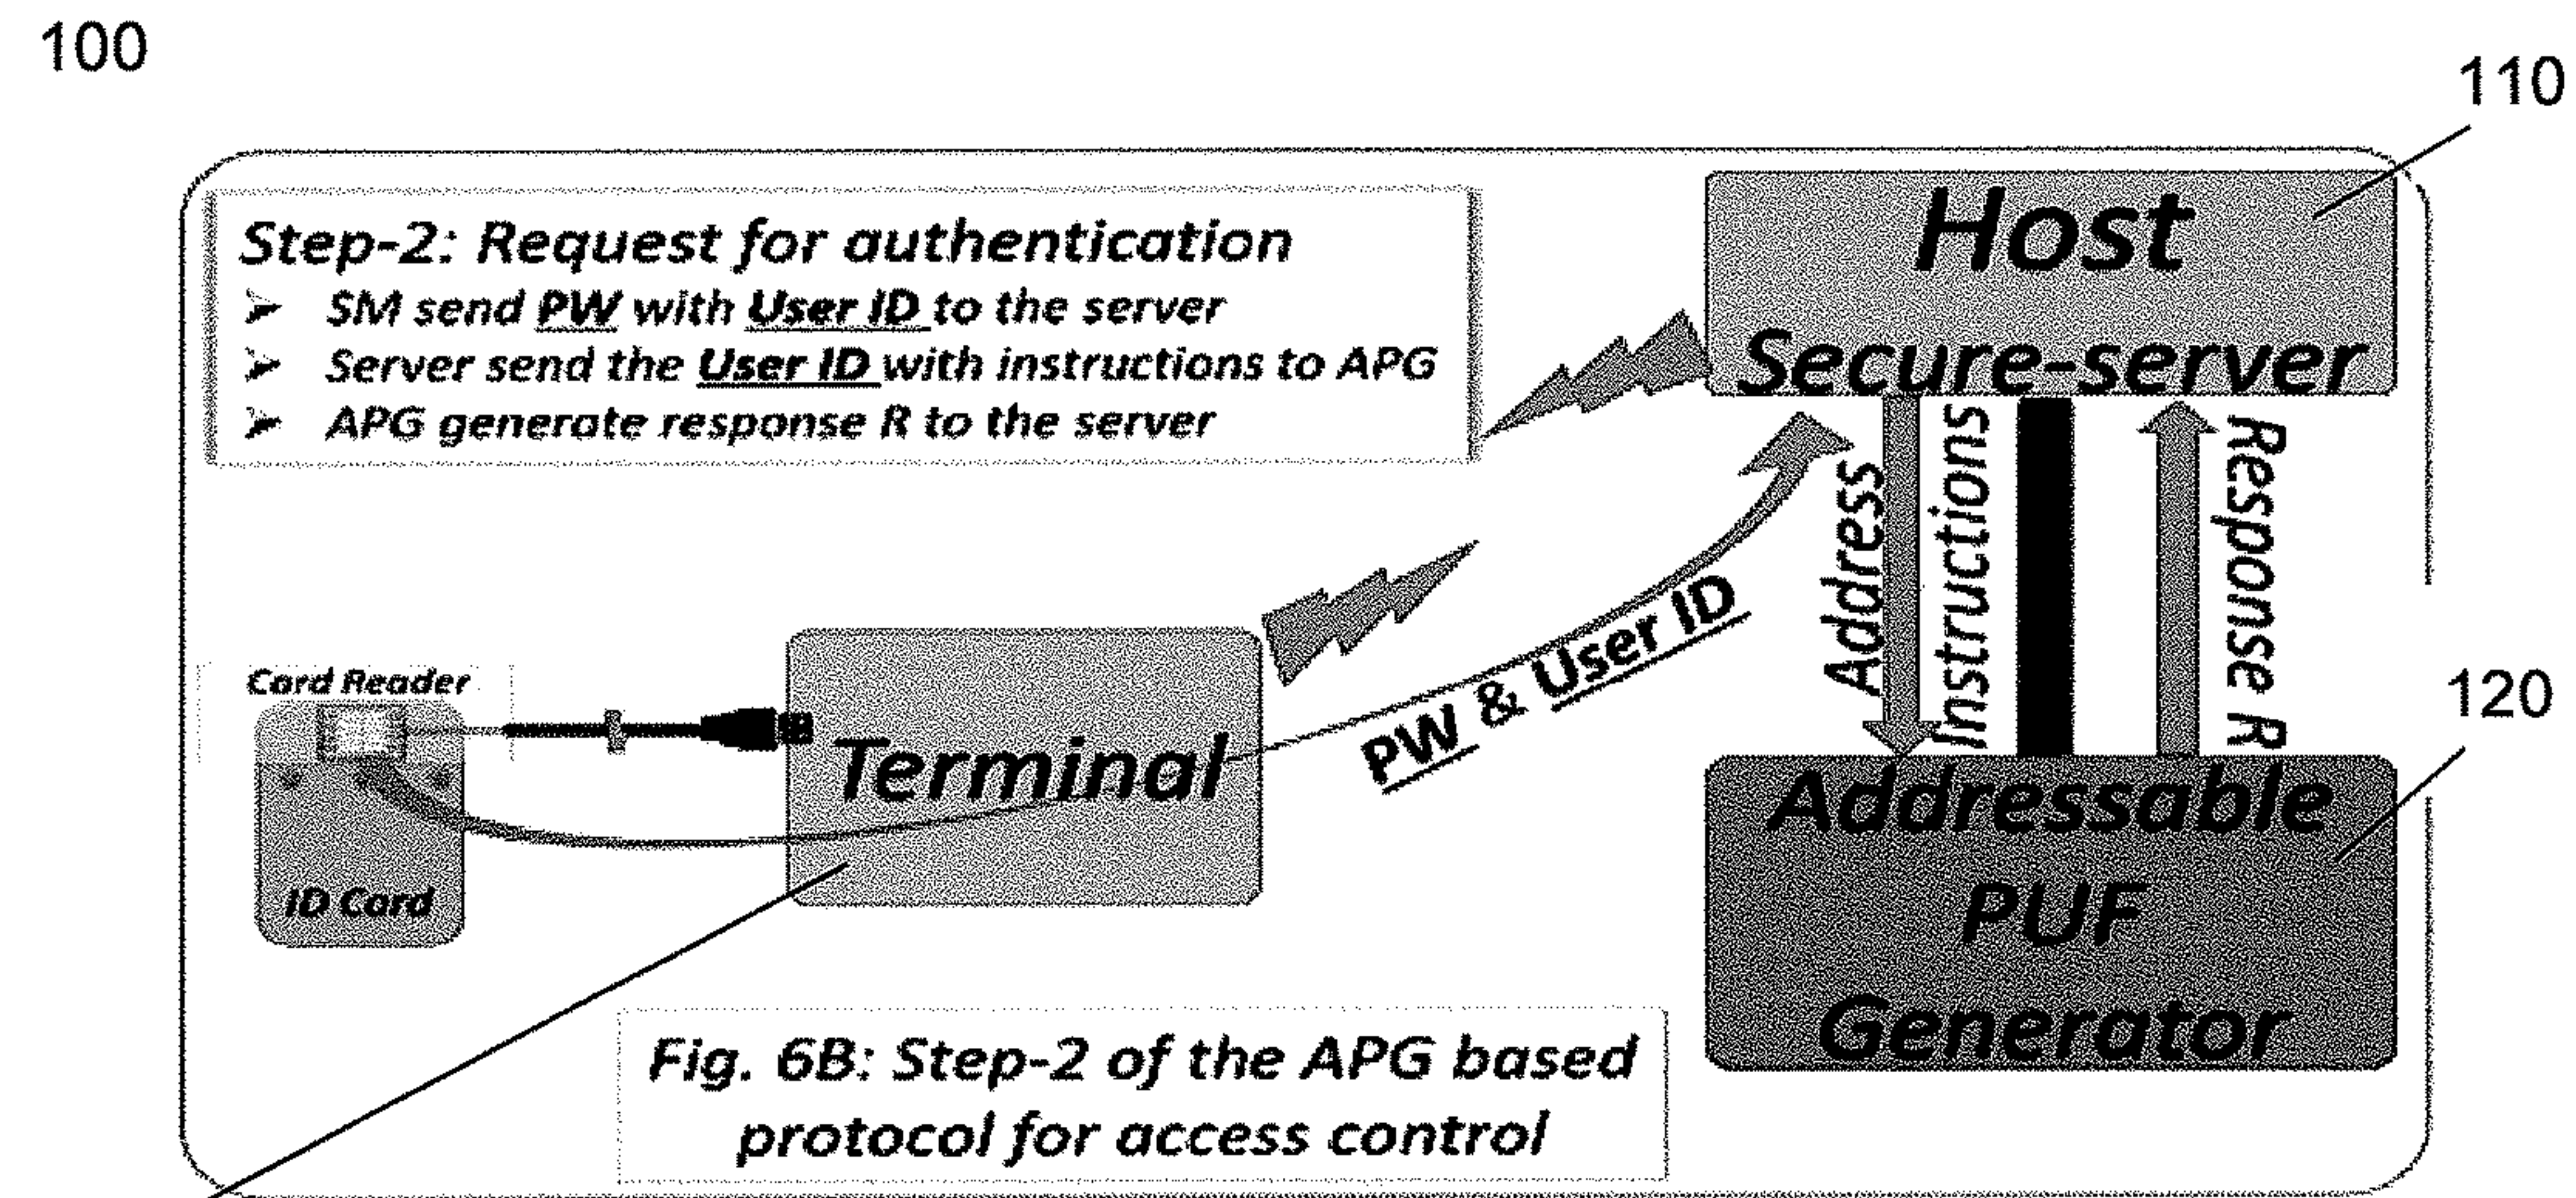 100
110
Step-2: Request for authentication
➤ SM send PW with User ID to the server
➤ Server send the User ID with instructions to APG
➤ APG generate response R to the server
Host
Secure-server
Address
Instructions
Response R
PW & User ID
Card Reader
ID Card
Terminal
120
Addressable
PUF
Generator
Fig. 6B: Step-2 of the APG based
protocol for access control